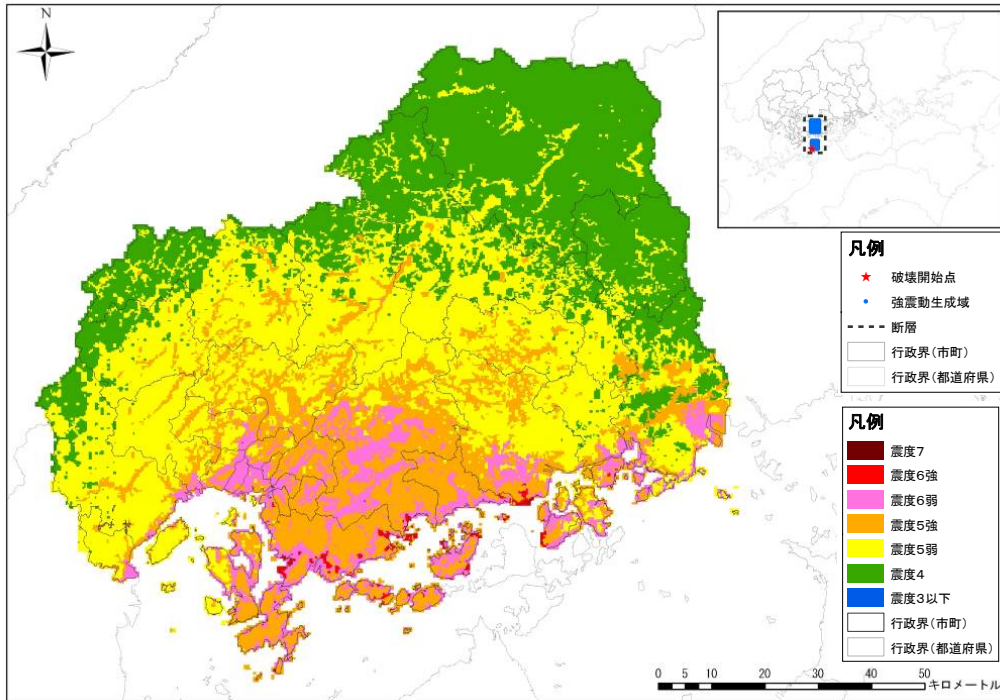 N
凡例
破壊開始点
強震動生成域
断層
行政界(市町)
行政界(都道府県)
凡例
震度7
震度6強
震度6弱
震度5強
震度5弱
震度4
震度3以下
行政界(市町)
行政界(都道府県)
0 5 10 20 30 40 50
キロメートル